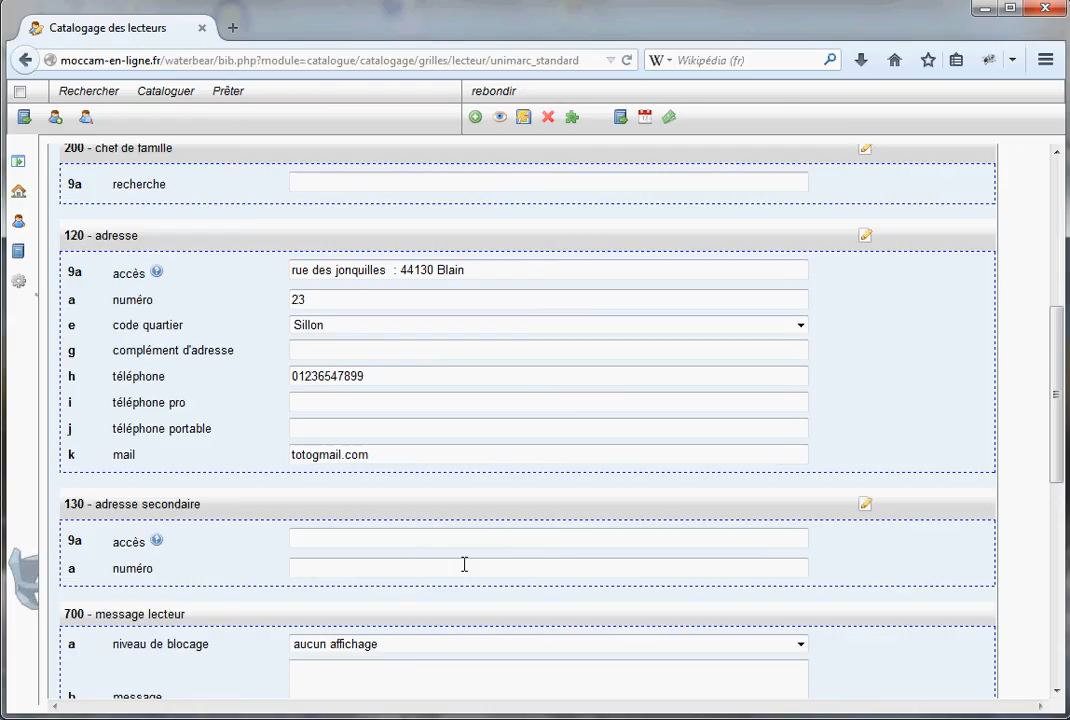 Catalogage des lecteurs
moccam-en-ligne.fr/waterbear/bib.php?module=catalogue/catalogage/grilles/lecteur/unimarc_standard
W Wikipédia (fr)
Rechercher Cataloguer Prêter rebondir
200 - chef de famille
9a recherche
120 - adresse
9a accès ? rue des jonquilles : 44130 Blain
a numéro 23
e code quartier Sillon
g complément d'adresse
h téléphone 01236547899
i téléphone pro
j téléphone portable
k mail totogmail.com
130 - adresse secondaire
9a accès ?
a numéro
700 - message lecteur
a niveau de blocage aucun affichage
b message